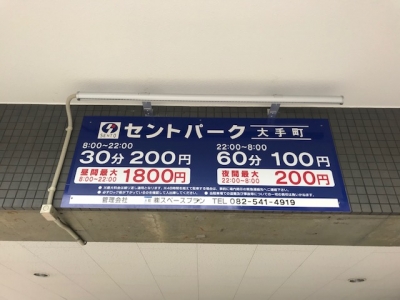 CENTO
セントパーク 大手町
8:00~22:00
30分 200円
昼間最大
8:00~22:00
1800円
22:00~8:00
60分 100円
夜間最大
22:00~8:00
200円
管理会社 ㈱スペースプラン TEL 082-541-4919